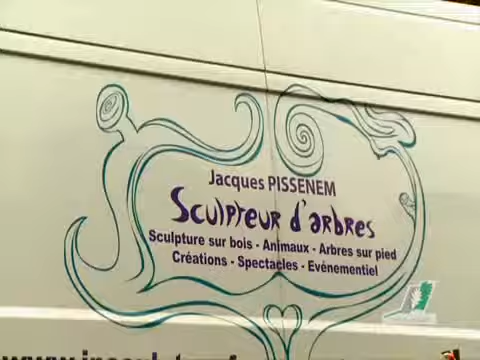 Jacques PISSENEM
Sculpteur d'arbres
Sculpture sur bois - Animaux - Arbres sur pied
Créations - Spectacles - Evénementiel